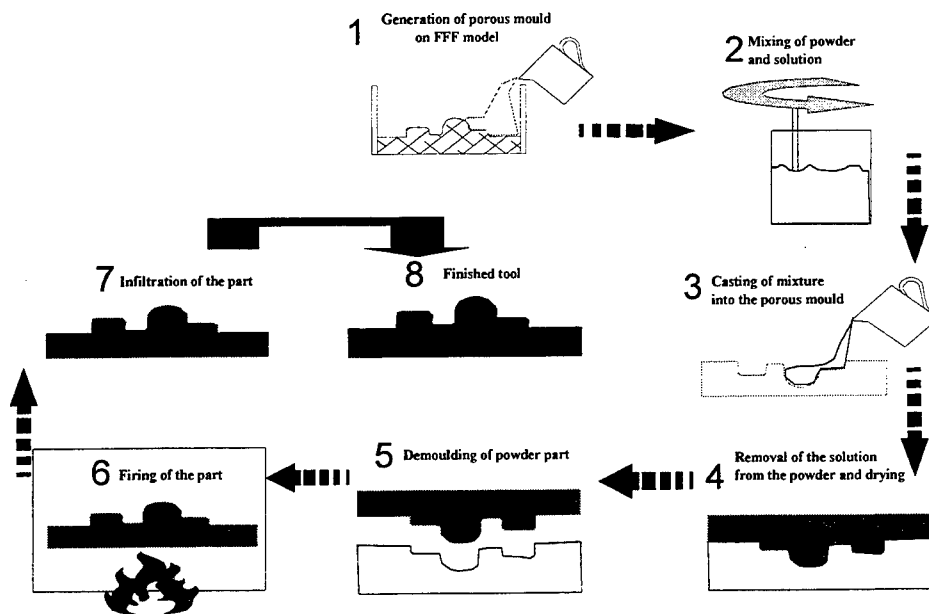 1 Generation of porous mould
on FFF model
2 Mixing of powder
and solution
3 Casting of mixture
into the porous mould
4 Removal of the solution
from the powder and drying
5 Demoulding of powder part
6 Firing of the part
7 Infiltration of the part
8 Finished tool